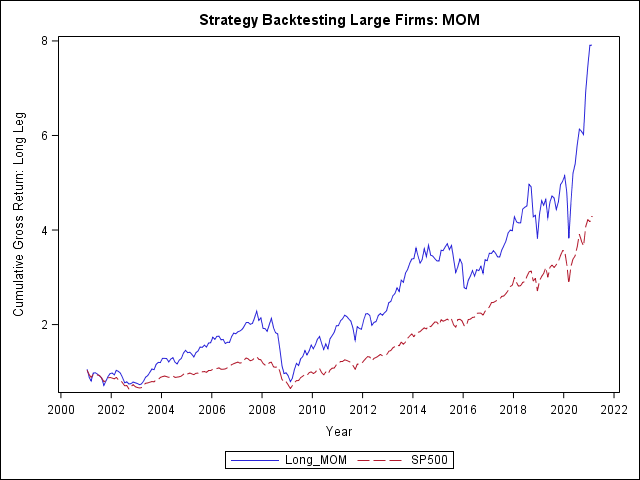 Strategy Backtesting Large Firms: MOM
Cumulative Gross Return: Long Leg
8
6
4
2
2000 2002 2004 2006 2008 2010 2012 2014 2016 2018 2020 2022
Year
Long_MOM SP500